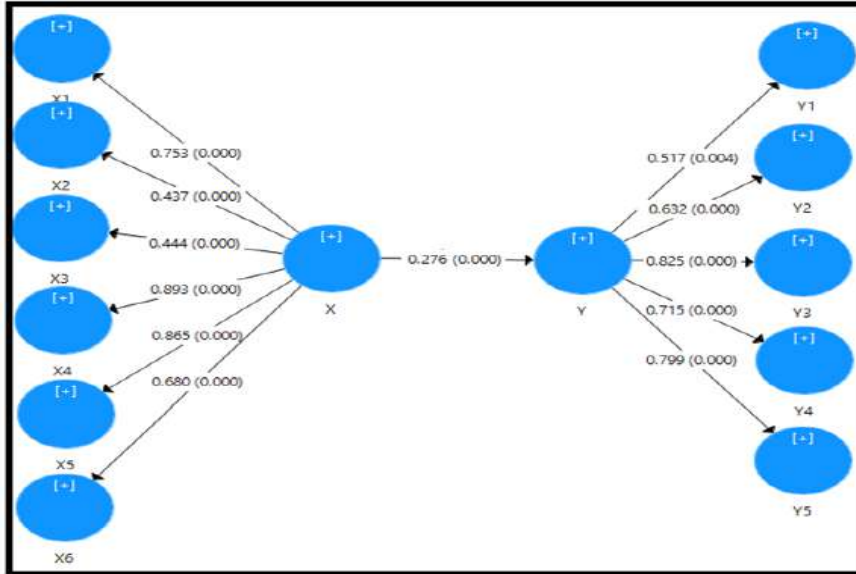 [+]
X1
[+]
X2
[+]
X3
[+]
X4
[+]
X5
[+]
X6
0.753 (0.000)
0.437 (0.000)
0.444 (0.000)
0.893 (0.000)
0.865 (0.000)
0.680 (0.000)
[+]
X
0.276 (0.000)
[+]
Y
0.517 (0.004)
0.632 (0.000)
0.825 (0.000)
0.715 (0.000)
0.799 (0.000)
[+]
Y1
[+]
Y2
[+]
Y3
[+]
Y4
[+]
Y5